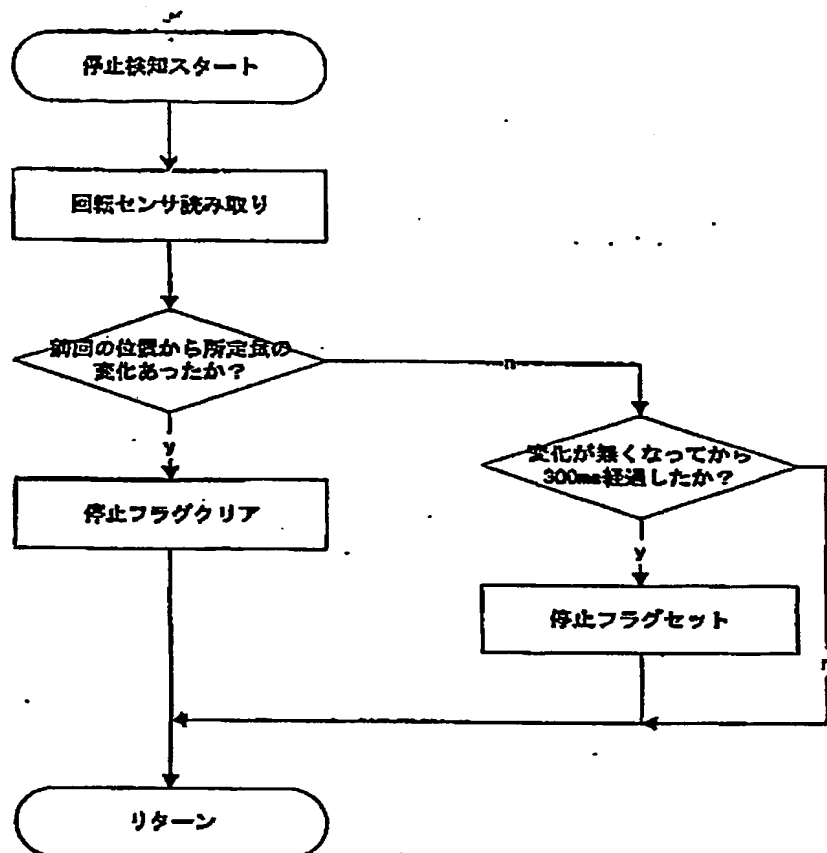 停止検知スタート
回転センサ読み取り
前回の位置から所定量の
変化あったか？
n
y
変化が無くなってから
300ms経過したか？
停止フラグクリア
y
停止フラグセット
n
リターン